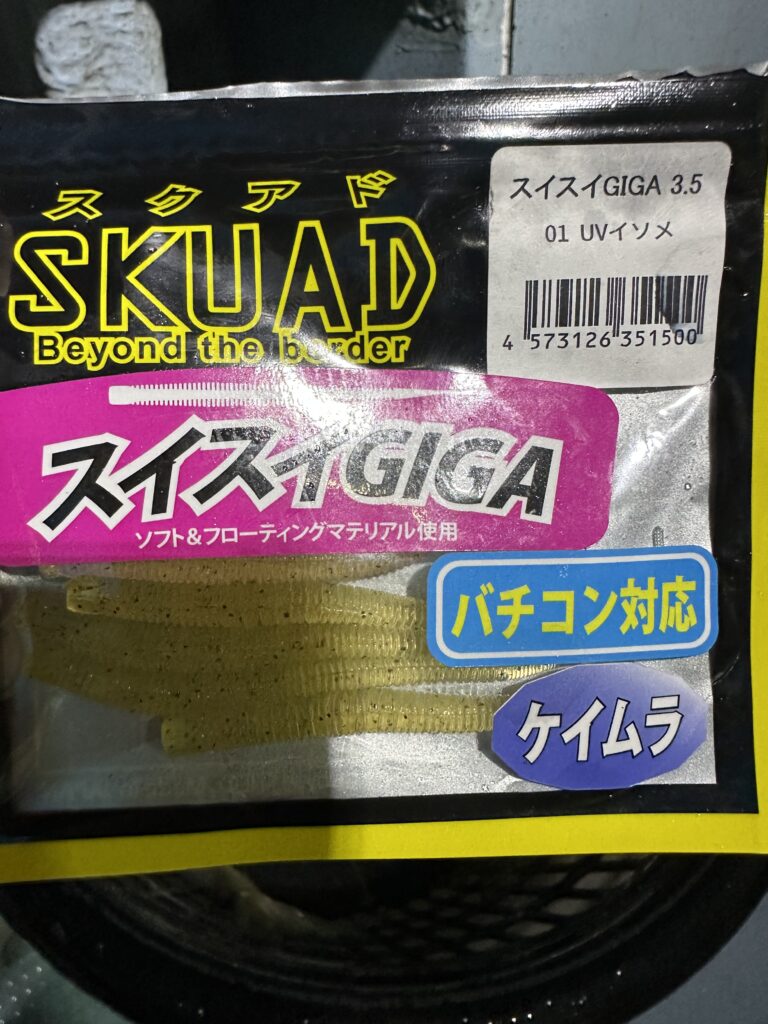 スクアド
SKUAD
Beyond the border
スイスイGIGA 3.5
01 UVイソメ
4 573126 351500
スイスイGIGA
ソフト&フローティングマテリアル使用
バチコン対応
ケイムラ